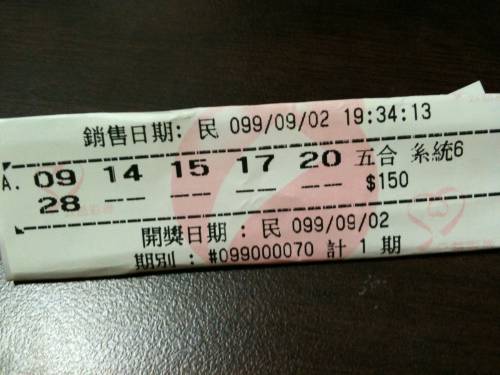 銷售日期: 民 099/09/02 19:34:13
A. 09 14 15 17 20 五合 系統6
28 -- -- -- -- $150
開獎日期 : 民 099/09/02
期別 : #099000070 計 1 期